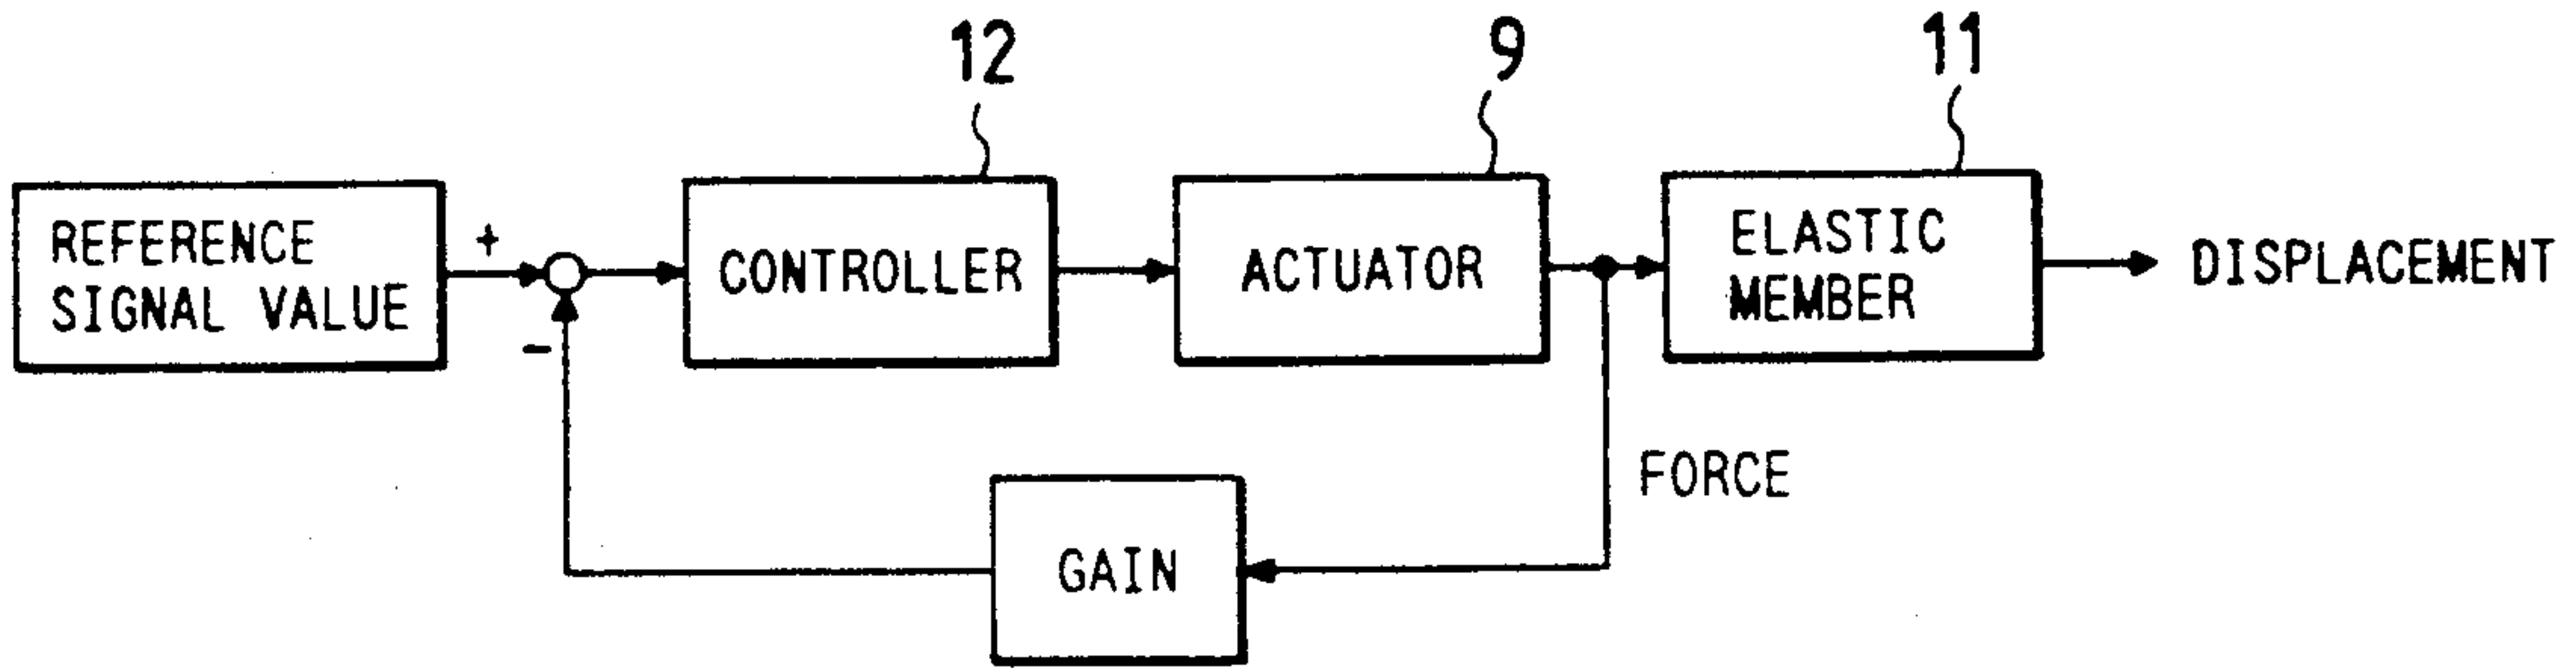 12
9
11
REFERENCE
SIGNAL VALUE
+
-
CONTROLLER
ACTUATOR
ELASTIC
MEMBER
DISPLACEMENT
FORCE
GAIN